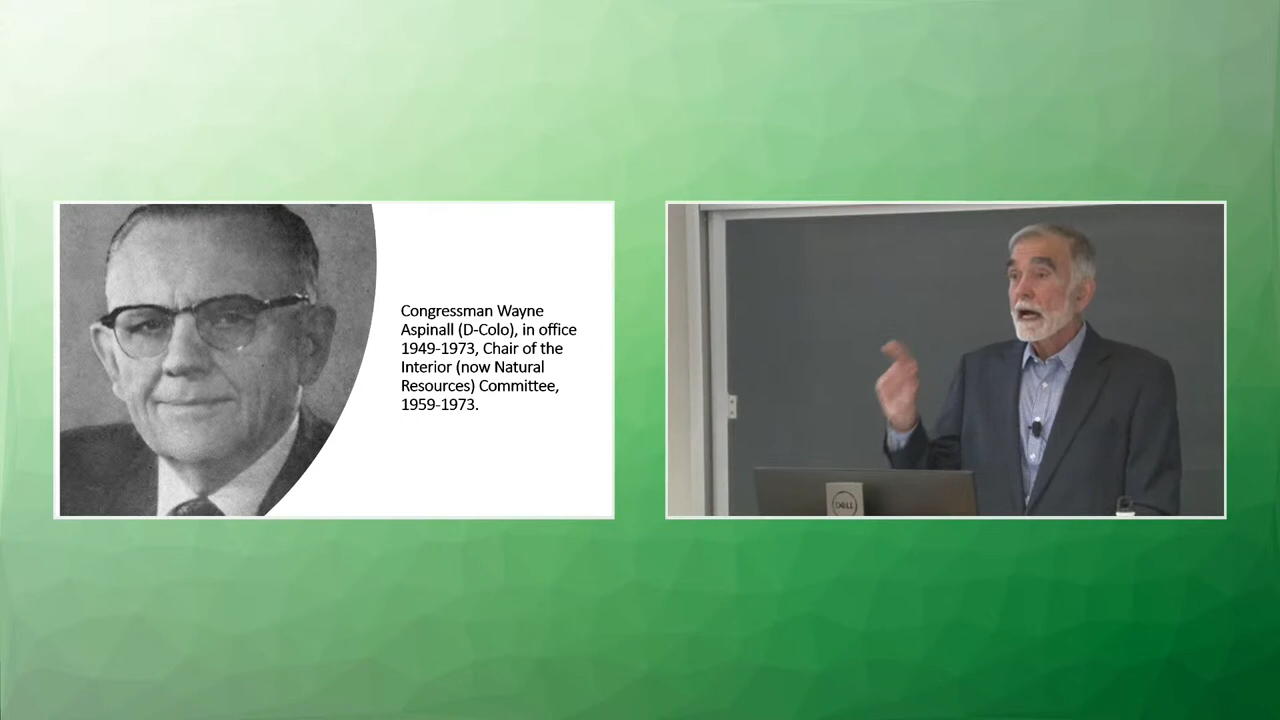 Congressman Wayne
Aspinall (D-Colo), in office
1949-1973, Chair of the
Interior (now Natural
Resources) Committee,
1959-1973.
DELL